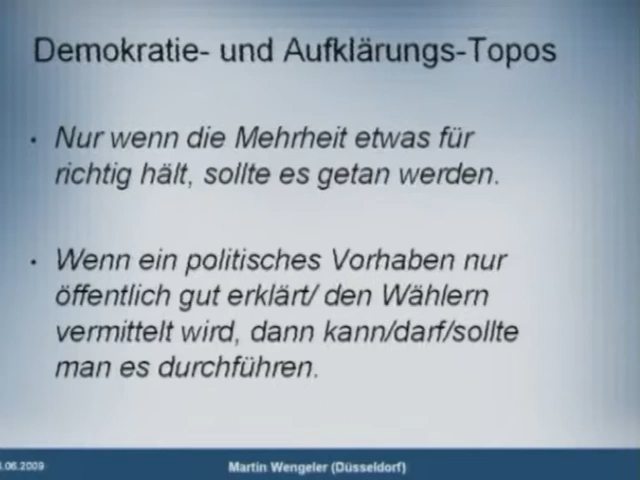 Demokratie- und Aufklärungs-Topos
• Nur wenn die Mehrheit etwas für
richtig hält, sollte es getan werden.
• Wenn ein politisches Vorhaben nur
öffentlich gut erklärt/ den Wählern
vermittelt wird, dann kann/darf/sollte
man es durchführen.
.06.2009 Martin Wengeler (Düsseldorf)